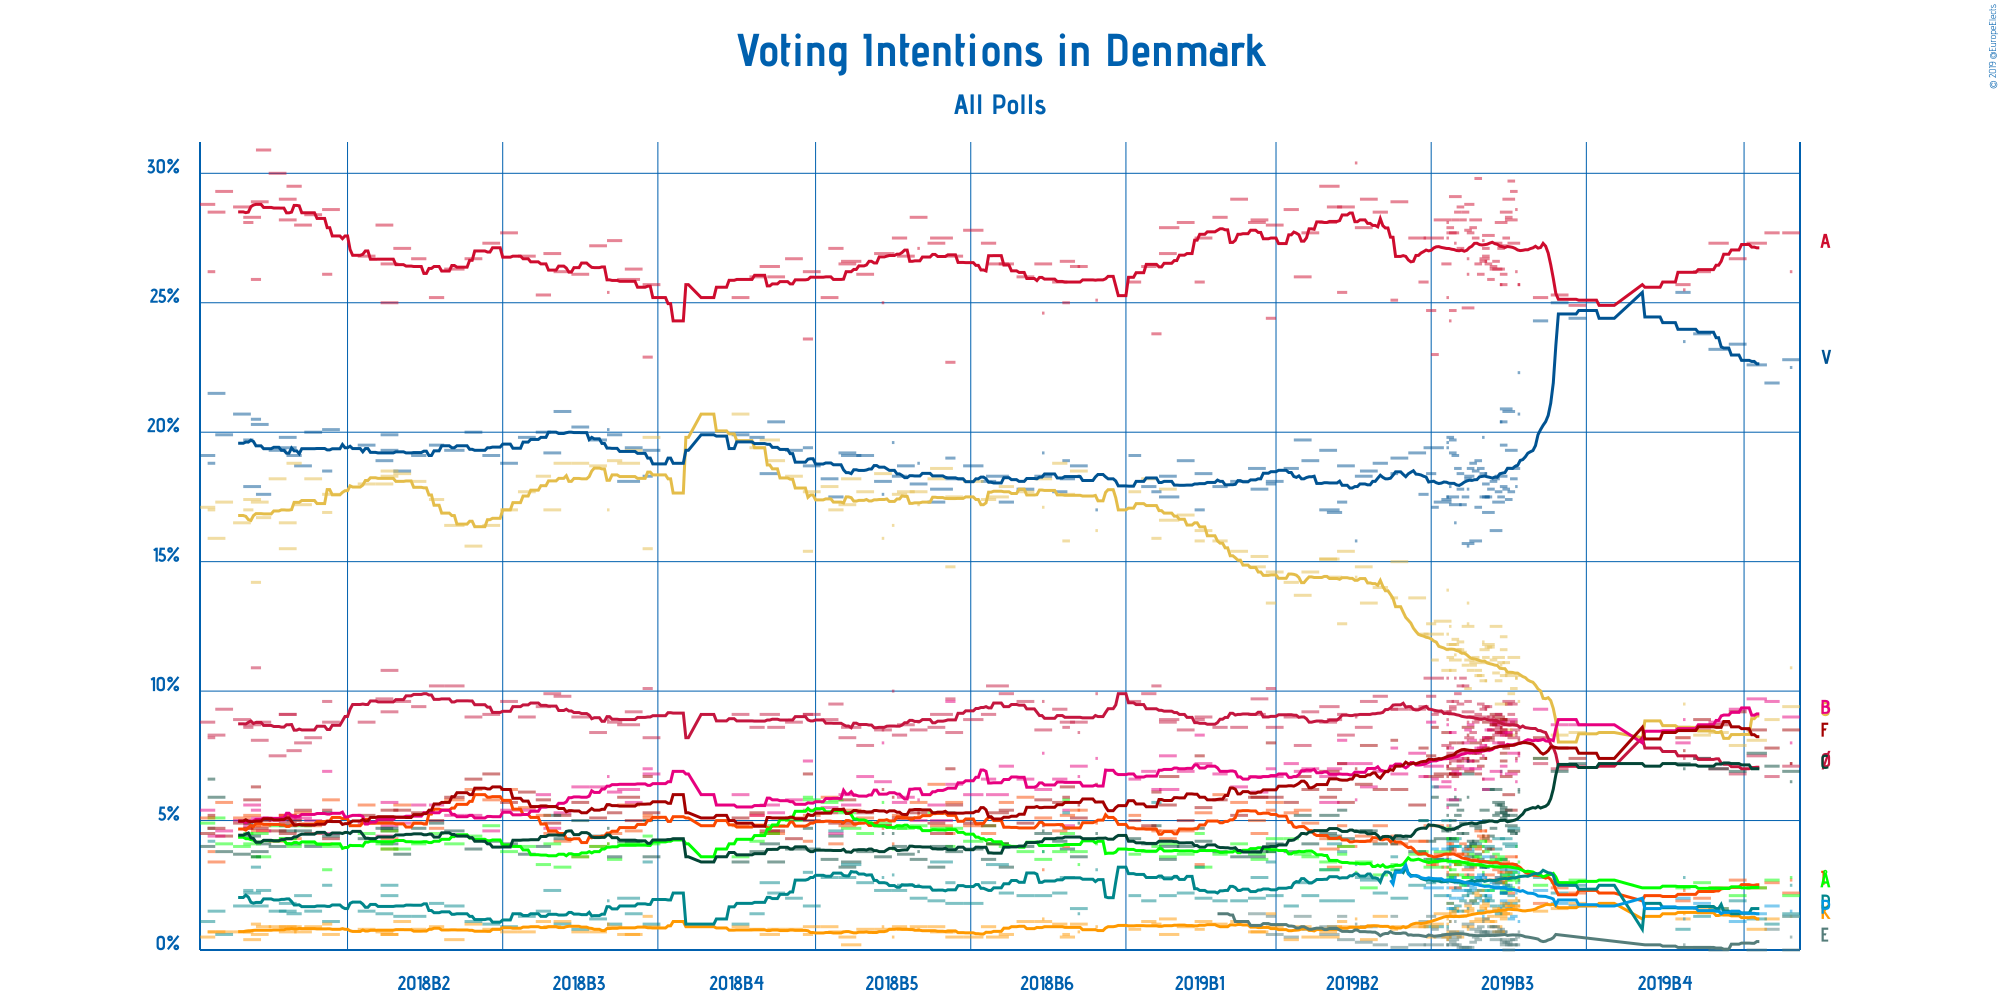 © 2019 @EuropeElects
Voting Intentions in Denmark
All Polls
30%
25%
20%
15%
10%
5%
0%
A
V
B
F
Ø
A
E
2018B2 2018B3 2018B4 2018B5 2018B6 2019B1 2019B2 2019B3 2019B4